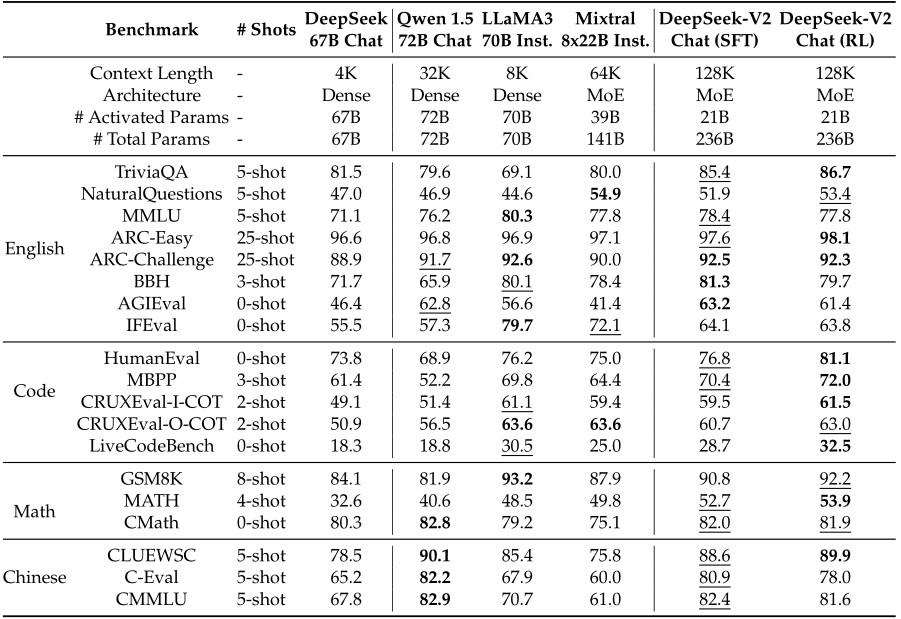 Benchmark # Shots DeepSeek Qwen 1.5 LLaMA3 Mixtral DeepSeek-V2 DeepSeek-V2
67B Chat 72B Chat 70B Inst. 8x22B Inst. Chat (SFT) Chat (RL)
Context Length - 4K 32K 8K 64K 128K 128K
Architecture - Dense Dense Dense MoE MoE MoE
# Activated Params - 67B 72B 70B 39B 21B 21B
# Total Params - 67B 72B 70B 141B 236B 236B
English
TriviaQA 5-shot 81.5 79.6 69.1 80.0 85.4 86.7
NaturalQuestions 5-shot 47.0 46.9 44.6 54.9 51.9 53.4
MMLU 5-shot 71.1 76.2 80.3 77.8 78.4 77.8
ARC-Easy 25-shot 96.6 96.8 96.9 97.1 97.6 98.1
ARC-Challenge 25-shot 88.9 91.7 92.6 90.0 92.5 92.3
BBH 3-shot 71.7 65.9 80.1 78.4 81.3 79.7
AGIEval 0-shot 46.4 62.8 56.6 41.4 63.2 61.4
IFEval 0-shot 55.5 57.3 79.7 72.1 64.1 63.8
Code
HumanEval 0-shot 73.8 68.9 76.2 75.0 76.8 81.1
MBPP 3-shot 61.4 52.2 69.8 64.4 70.4 72.0
CRUXEval-I-COT 2-shot 49.1 51.4 61.1 59.4 59.5 61.5
CRUXEval-O-COT 2-shot 50.9 56.5 63.6 63.6 60.7 63.0
LiveCodeBench 0-shot 18.3 18.8 30.5 25.0 28.7 32.5
Math
GSM8K 8-shot 84.1 81.9 93.2 87.9 90.8 92.2
MATH 4-shot 32.6 40.6 48.5 49.8 52.7 53.9
CMath 0-shot 80.3 82.8 79.2 75.1 82.0 81.9
Chinese
CLUEWSC 5-shot 78.5 90.1 85.4 75.8 88.6 89.9
C-Eval 5-shot 65.2 82.2 67.9 60.0 80.9 78.0
CMMLU 5-shot 67.8 82.9 70.7 61.0 82.4 81.6